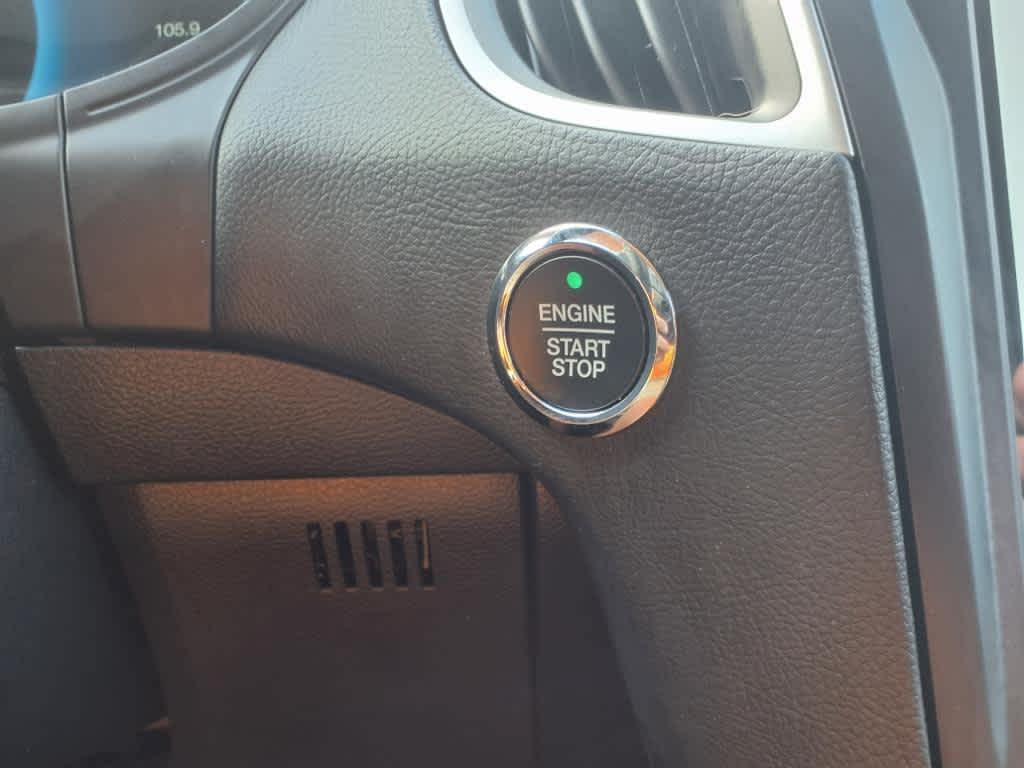 105.9
ENGINE
START
STOP